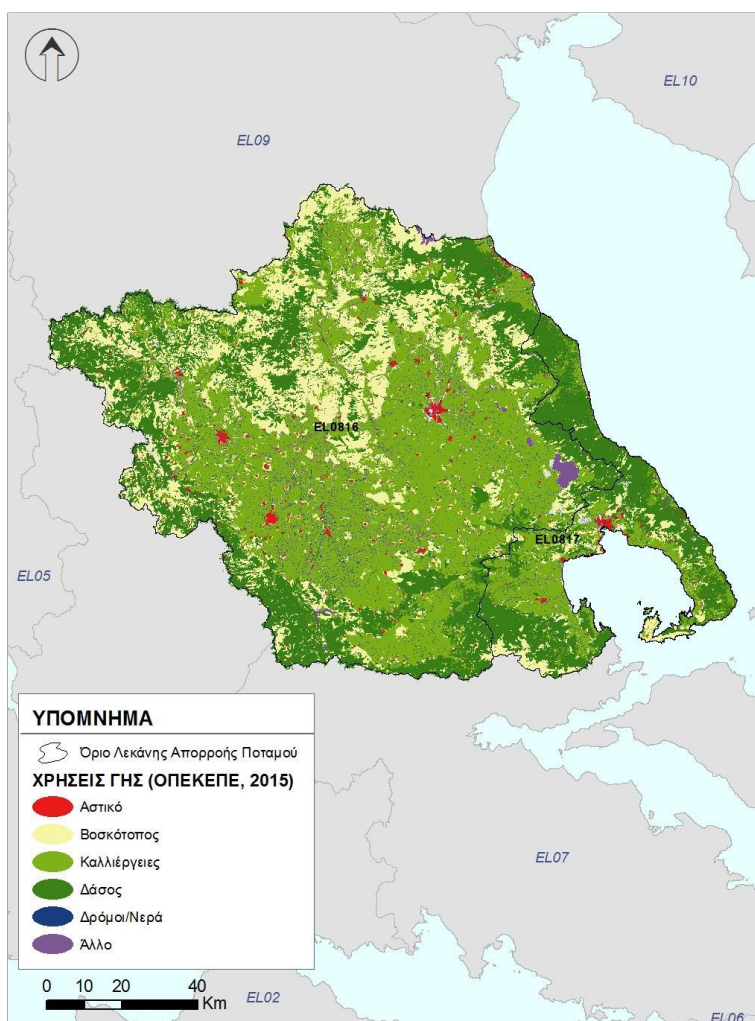 EL10
EL09
EL0816
EL0817
EL05
ΥΠΟΜΝΗΜΑ
Όριο Λεκάνης Απορροής Ποταμού
ΧΡΗΣΕΙΣ ΓΗΣ (ΟΠΕΚΕΠΕ, 2015)
Αστικό
Βοσκότοπος
Καλλιέργειες
Δάσος
Δρόμοι/Νερά
Άλλο
EL07
0 10 20 40
Km
EL02
EL06